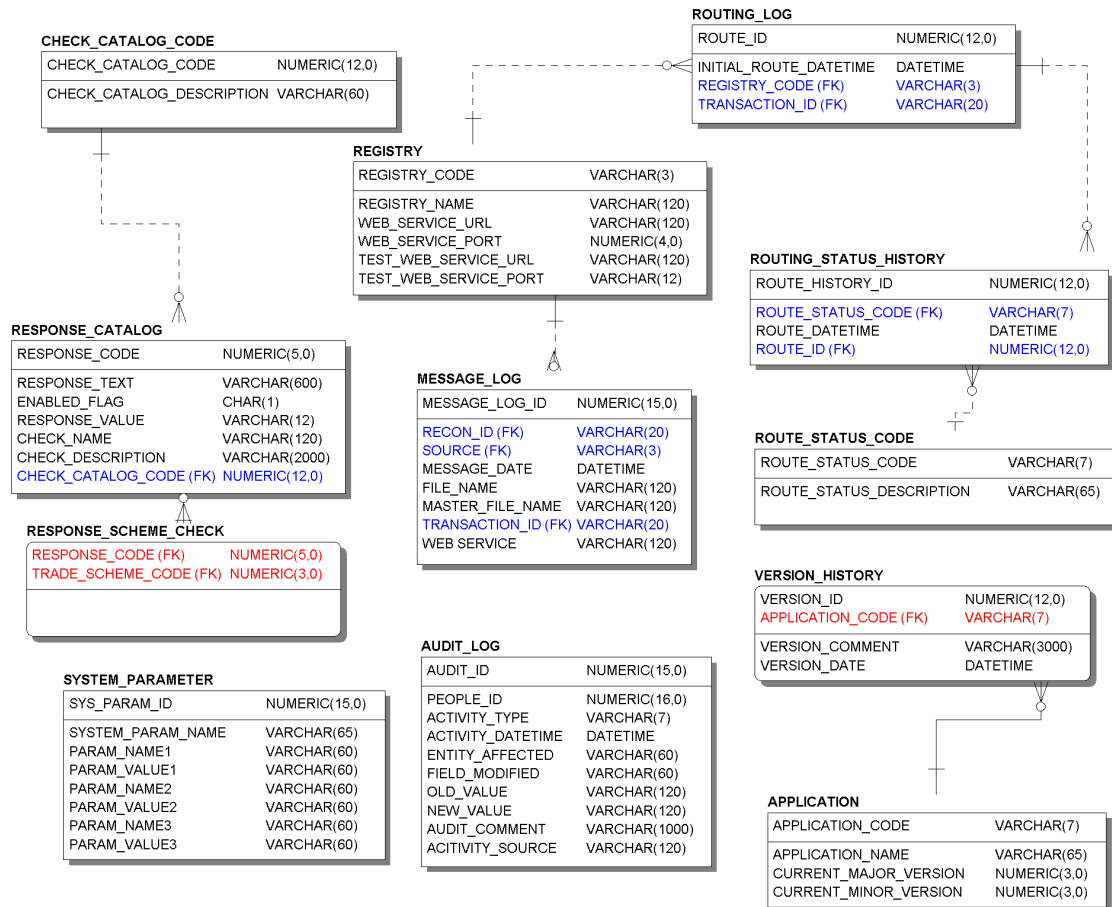 CHECK_CATALOG_CODE
CHECK_CATALOG_CODE NUMERIC(12,0)
CHECK_CATALOG_DESCRIPTION VARCHAR(60)
ROUTING_LOG
ROUTE_ID NUMERIC(12,0)
INITIAL_ROUTE_DATETIME DATETIME
REGISTRY_CODE (FK) VARCHAR(3)
TRANSACTION_ID (FK) VARCHAR(20)
REGISTRY
REGISTRY_CODE VARCHAR(3)
REGISTRY_NAME VARCHAR(120)
WEB_SERVICE_URL VARCHAR(120)
WEB_SERVICE_PORT NUMERIC(4,0)
TEST_WEB_SERVICE_URL VARCHAR(120)
TEST_WEB_SERVICE_PORT VARCHAR(12)
ROUTING_STATUS_HISTORY
ROUTE_HISTORY_ID NUMERIC(12,0)
ROUTE_STATUS_CODE (FK) VARCHAR(7)
ROUTE_DATETIME DATETIME
ROUTE_ID (FK) NUMERIC(12,0)
RESPONSE_CATALOG
RESPONSE_CODE NUMERIC(5,0)
RESPONSE_TEXT VARCHAR(600)
ENABLED_FLAG CHAR(1)
RESPONSE_VALUE VARCHAR(12)
CHECK_NAME VARCHAR(120)
CHECK_DESCRIPTION VARCHAR(2000)
CHECK_CATALOG_CODE (FK) NUMERIC(12,0)
MESSAGE_LOG
MESSAGE_LOG_ID NUMERIC(15,0)
RECON_ID (FK) VARCHAR(20)
SOURCE (FK) VARCHAR(3)
MESSAGE_DATE DATETIME
FILE_NAME VARCHAR(120)
MASTER_FILE_NAME VARCHAR(120)
TRANSACTION_ID (FK) VARCHAR(20)
WEB SERVICE VARCHAR(120)
ROUTE_STATUS_CODE
ROUTE_STATUS_CODE VARCHAR(7)
ROUTE_STATUS_DESCRIPTION VARCHAR(65)
RESPONSE_SCHEME_CHECK
RESPONSE_CODE (FK) NUMERIC(5,0)
TRADE_SCHEME_CODE (FK) NUMERIC(3,0)
VERSION_HISTORY
VERSION_ID NUMERIC(12,0)
APPLICATION_CODE (FK) VARCHAR(7)
VERSION_COMMENT VARCHAR(3000)
VERSION_DATE DATETIME
SYSTEM_PARAMETER
SYS_PARAM_ID NUMERIC(15,0)
SYSTEM_PARAM_NAME VARCHAR(65)
PARAM_NAME1 VARCHAR(60)
PARAM_VALUE1 VARCHAR(60)
PARAM_NAME2 VARCHAR(60)
PARAM_VALUE2 VARCHAR(60)
PARAM_NAME3 VARCHAR(60)
PARAM_VALUE3 VARCHAR(60)
AUDIT_LOG
AUDIT_ID NUMERIC(15,0)
PEOPLE_ID NUMERIC(16,0)
ACTIVITY_TYPE VARCHAR(7)
ACTIVITY_DATETIME DATETIME
ENTITY_AFFECTED VARCHAR(60)
FIELD_MODIFIED VARCHAR(60)
OLD_VALUE VARCHAR(120)
NEW_VALUE VARCHAR(120)
AUDIT_COMMENT VARCHAR(1000)
ACITIVITY_SOURCE VARCHAR(120)
APPLICATION
APPLICATION_CODE VARCHAR(7)
APPLICATION_NAME VARCHAR(65)
CURRENT_MAJOR_VERSION NUMERIC(3,0)
CURRENT_MINOR_VERSION NUMERIC(3,0)